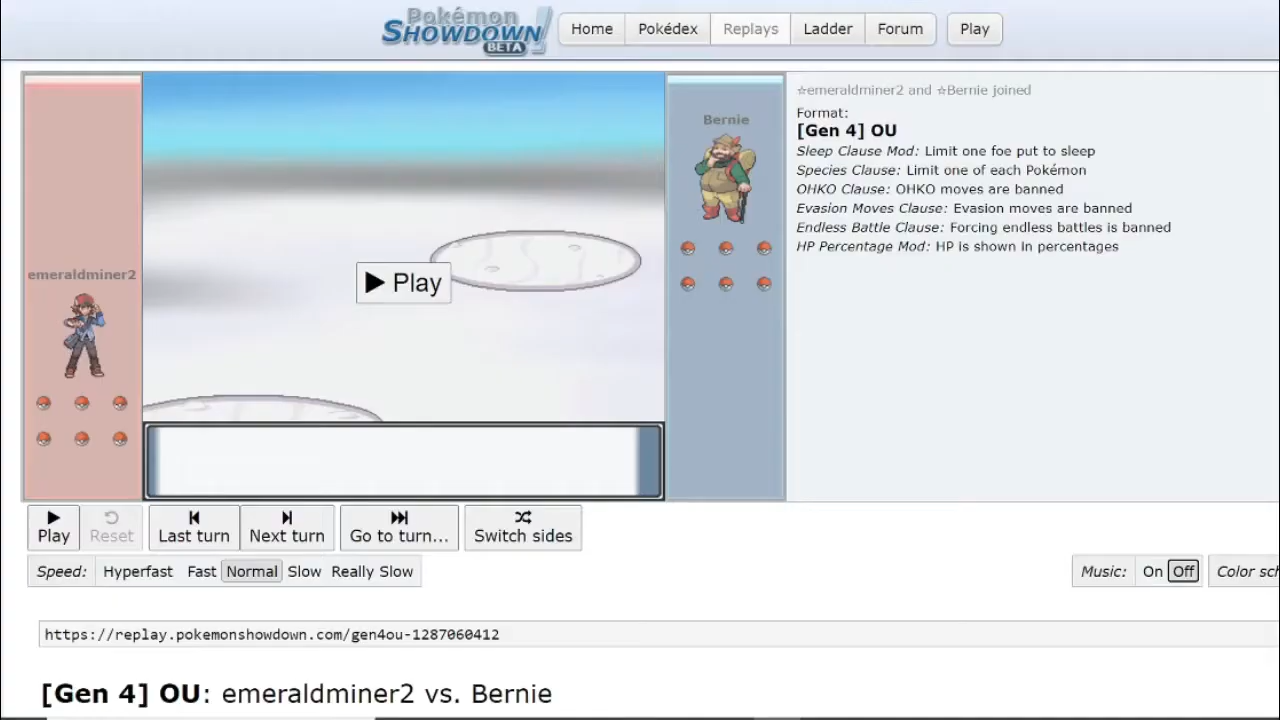 Pokémon
SHOWDOWN!
BETA
Home Pokédex Replays Ladder Forum Play
☆emeraldminer2 and ☆Bernie joined
Format:
[Gen 4] OU
Sleep Clause Mod: Limit one foe put to sleep
Species Clause: Limit one of each Pokémon
OHKO Clause: OHKO moves are banned
Evasion Moves Clause: Evasion moves are banned
Endless Battle Clause: Forcing endless battles is banned
HP Percentage Mod: HP is shown in percentages
Bernie
emeraldminer2
Play
Play Reset Last turn Next turn Go to turn... Switch sides
Speed: Hyperfast Fast Normal Slow Really Slow Music: On Off Color sch
https://replay.pokemonshowdown.com/gen4ou-1287060412
[Gen 4] OU: emeraldminer2 vs. Bernie